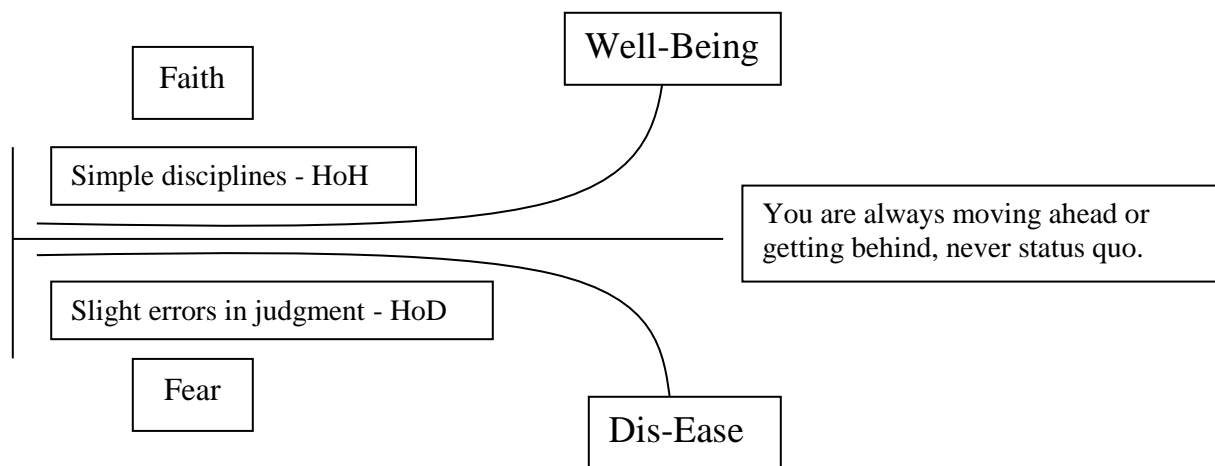 Well-Being
Faith
Simple disciplines - HoH
You are always moving ahead or
getting behind, never status quo.
Slight errors in judgment - HoD
Fear
Dis-Ease